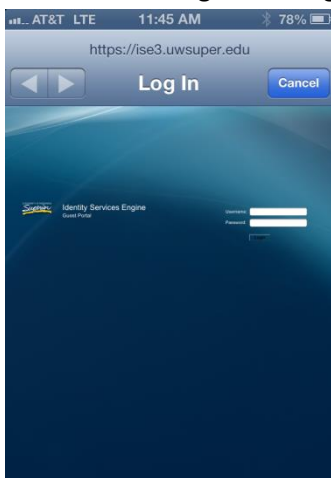 AT&T LTE 11:45 AM 78%
https://ise3.uwsuper.edu
Log In Cancel
Superior Identity Services Engine
Guest Portal
Username:
Password: